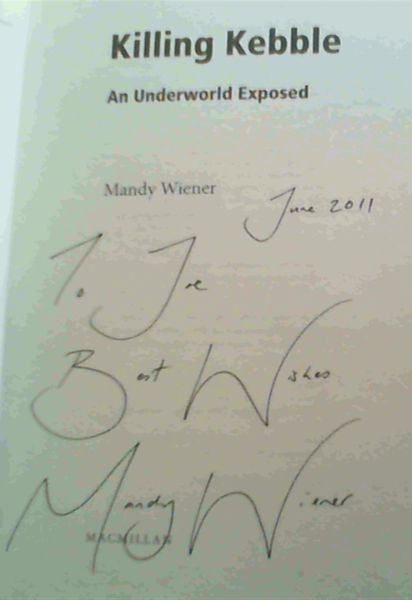 Killing Kebble
An Underworld Exposed
Mandy Wiener
June 2011
To Joe
Best Wishes
Mandy Wiener
MACMILLAN